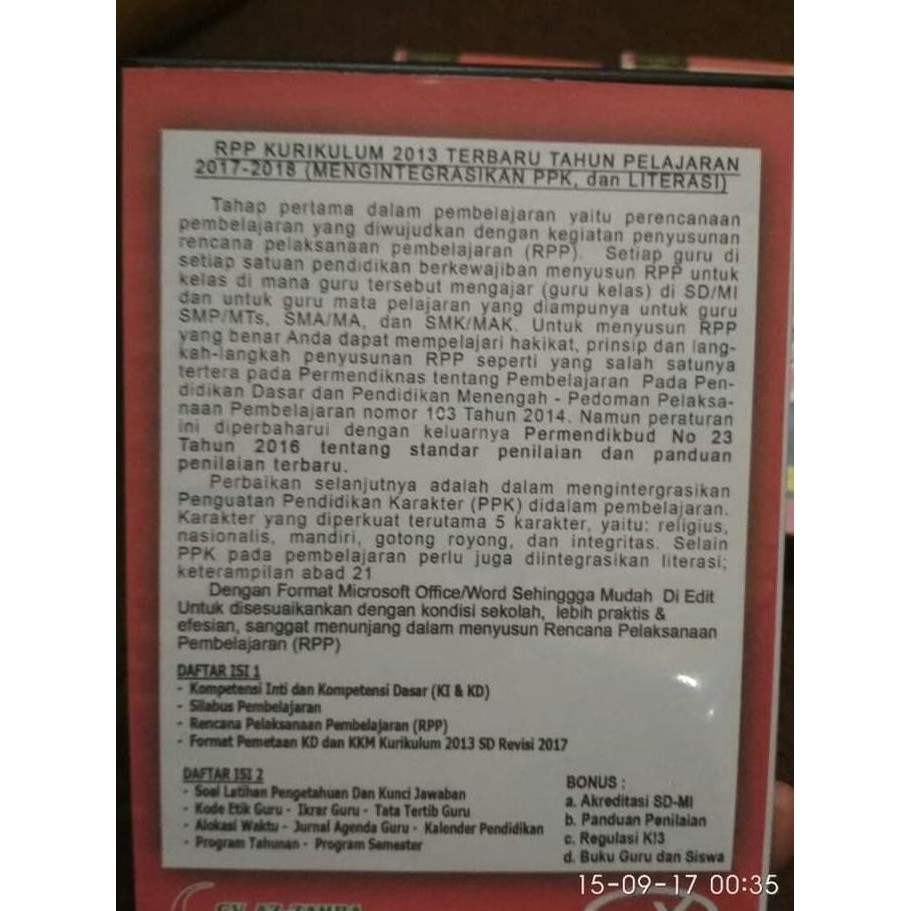 RPP KURIKULUM 2013 TERBARU TAHUN PELAJARAN
2017-2018 (MENGINTEGRASIKAN PPK, dan LITERASI)
Tahap pertama dalam pembelajaran yaitu perencanaan
pembelajaran yang diwujudkan dengan kegiatan penyusunan
rencana pelaksanaan pembelajaran (RPP). Setiap guru di
setiap satuan pendidikan berkewajiban menyusun RPP untuk
kelas di mana guru tersebut mengajar (guru kelas) di SD/MI
dan untuk guru mata pelajaran yang diampunya untuk guru
SMP/MTs, SMA/MA, dan SMK/MAK. Untuk menyusun RPP
yang benar Anda dapat mempelajari hakikat, prinsip dan lang-
kah-langkah penyusunan RPP seperti yang salah satunya
tertera pada Permendiknas tentang Pembelajaran Pada Pen-
didikan Dasar dan Pendidikan Menengah - Pedoman Pelaksa-
naan Pembelajaran nomor 103 Tahun 2014. Namun peraturan
ini diperbaharui dengan keluarnya Permendikbud No 23
Tahun 2016 tentang standar penilaian dan panduan
penilaian terbaru.
Perbaikan selanjutnya adalah dalam mengintergrasikan
Penguatan Pendidikan Karakter (PPK) didalam pembelajaran.
Karakter yang diperkuat terutama 5 karakter, yaitu: religius,
nasionalis, mandiri, gotong royong, dan integritas. Selain
PPK pada pembelajaran perlu juga diintegrasikan literasi;
keterampilan abad 21
Dengan Format Microsoft Office/Word Sehinggga Mudah Di Edit
Untuk disesuaikankan dengan kondisi sekolah, lebih praktis &
efesian, sanggat menunjang dalam menyusun Rencana Pelaksanaan
Pembelajaran (RPP)
DAFTAR ISI 1
- Kompetensi Inti dan Kompetensi Dasar (KI & KD)
- Silabus Pembelajaran
- Rencana Pelaksanaan Pembelajaran (RPP)
- Format Pemetaan KD dan KKM Kurikulum 2013 SD Revisi 2017
DAFTAR ISI 2
- Soal Latihan Pengetahuan Dan Kunci Jawaban
- Kode Etik Guru - Ikrar Guru - Tata Tertib Guru
- Alokasi Waktu - Jurnal Agenda Guru - Kalender Pendidikan
- Program Tahunan - Program Semester
BONUS :
a. Akreditasi SD-MI
b. Panduan Penilaian
c. Regulasi K13
d. Buku Guru dan Siswa
15-09-17 00:35